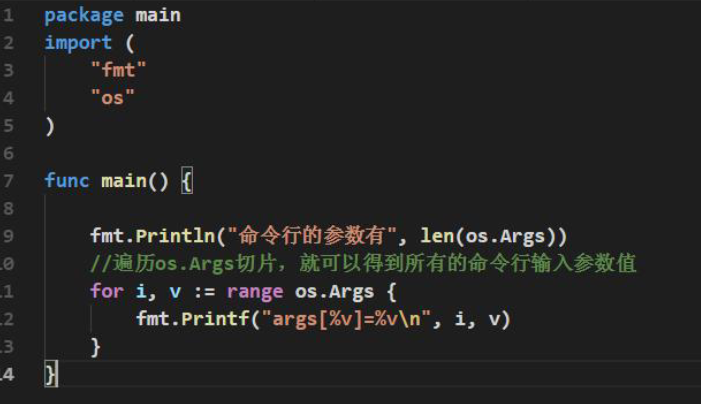 1 package main
2 import (
3 "fmt"
4 "os"
5 )
6
7 func main() {
8
9 fmt.Println("命令行的参数有", len(os.Args))
10 //遍历os.Args切片，就可以得到所有的命令行输入参数值
11 for i, v := range os.Args {
12 fmt.Printf("args[%v]=%v\n", i, v)
13 }
14 }